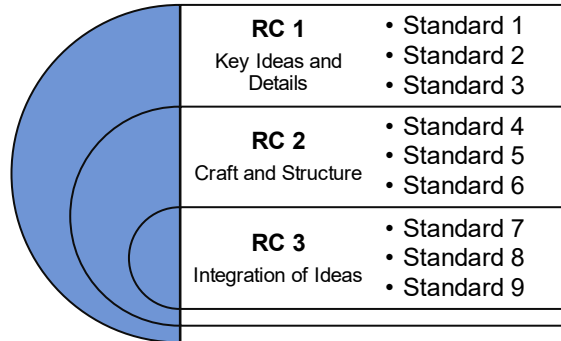 RC 1
Key Ideas and
Details
• Standard 1
• Standard 2
• Standard 3
RC 2
Craft and Structure
• Standard 4
• Standard 5
• Standard 6
RC 3
Integration of Ideas
• Standard 7
• Standard 8
• Standard 9